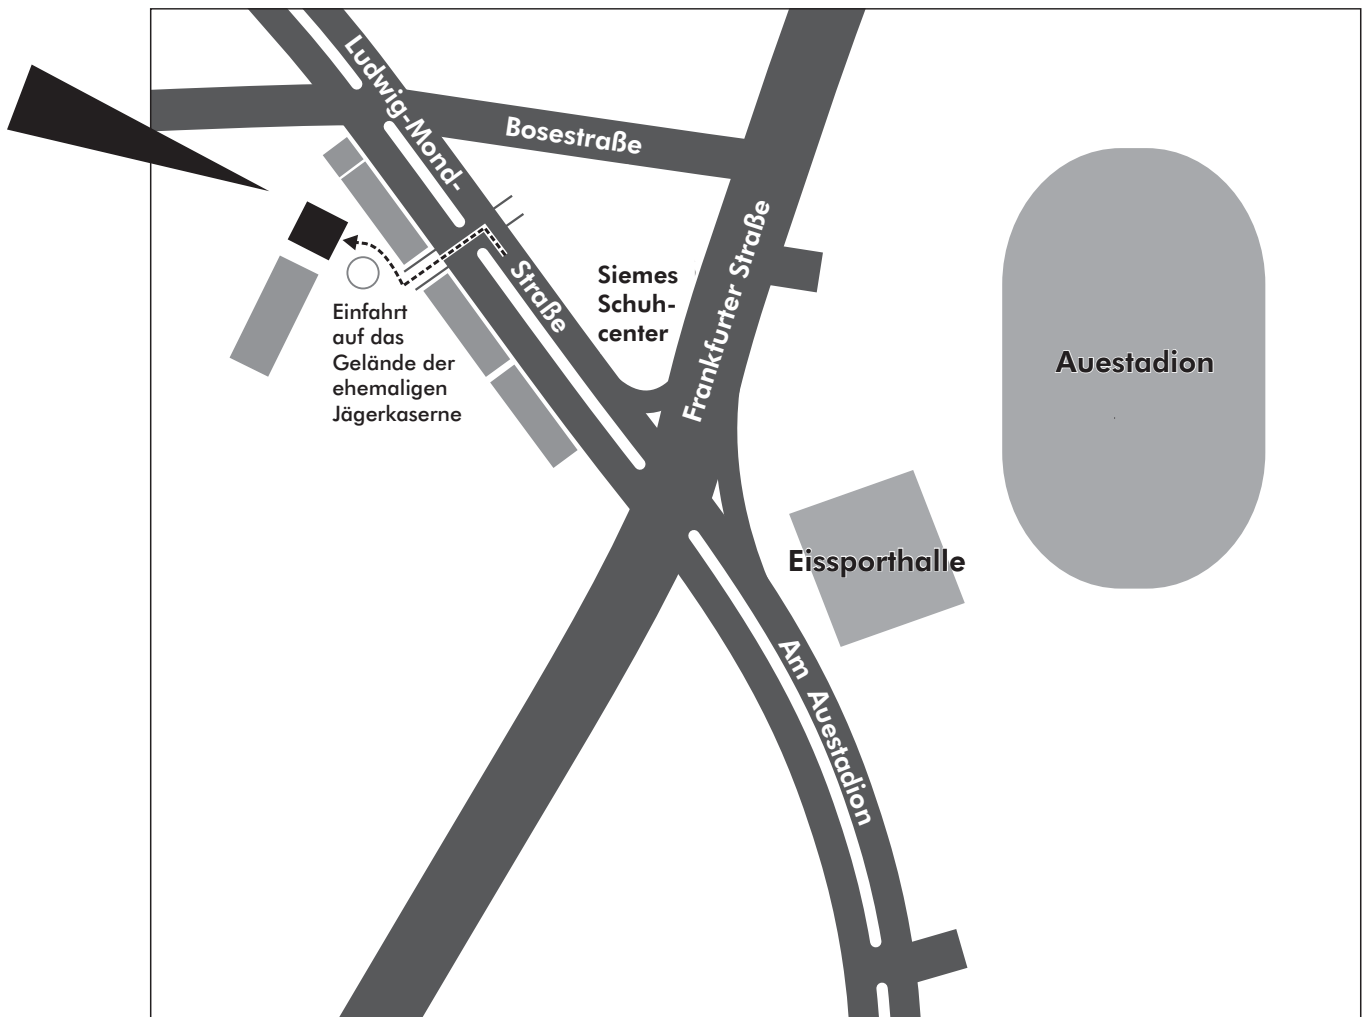 Ludwig-Mond-
Straße
Bosestraße
Frankfurter Straße
Siemes
Schuh-
center
Einfahrt
auf das
Gelände der
ehemaligen
Jägerkaserne
Auestadion
Eissporthalle
Am Auestadion